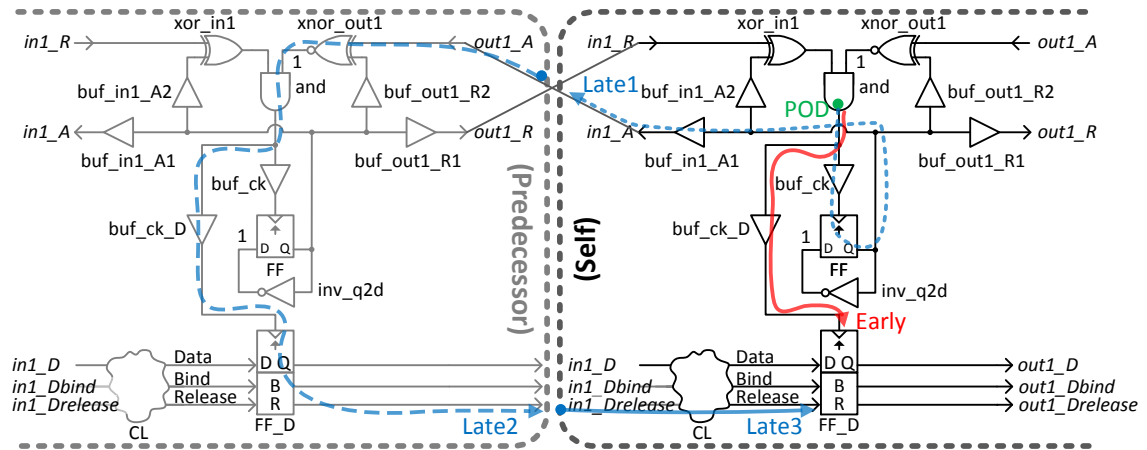 xor_in1 xnor_out1 xor_in1 xnor_out1
in1_R out1_A in1_R out1_A
1 1
and Late1 and
buf_in1_A2 buf_out1_R2 POD buf_in1_A2 buf_out1_R2
in1_A out1_R in1_A out1_R
buf_in1_A1 buf_out1_R1 buf_in1_A1 buf_out1_R1
buf_ck buf_ck
buf_ck_D buf_ck_D
1 D Q 1 D Q
FF FF
inv_q2d inv_q2d
(Predecessor) (Self)
Early
in1_D Data D Q in1_D Data D Q out1_D
in1_Dbind Bind B in1_Dbind Bind B out1_Dbind
in1_Drelease Release R in1_Drelease Release R out1_Drelease
CL FF_D Late2 CL Late3 FF_D